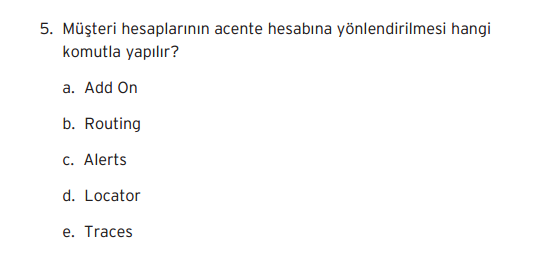 5. Müşteri hesaplarının acente hesabına yönlendirilmesi hangi
komutla yapılır?
a. Add On
b. Routing
c. Alerts
d. Locator
e. Traces